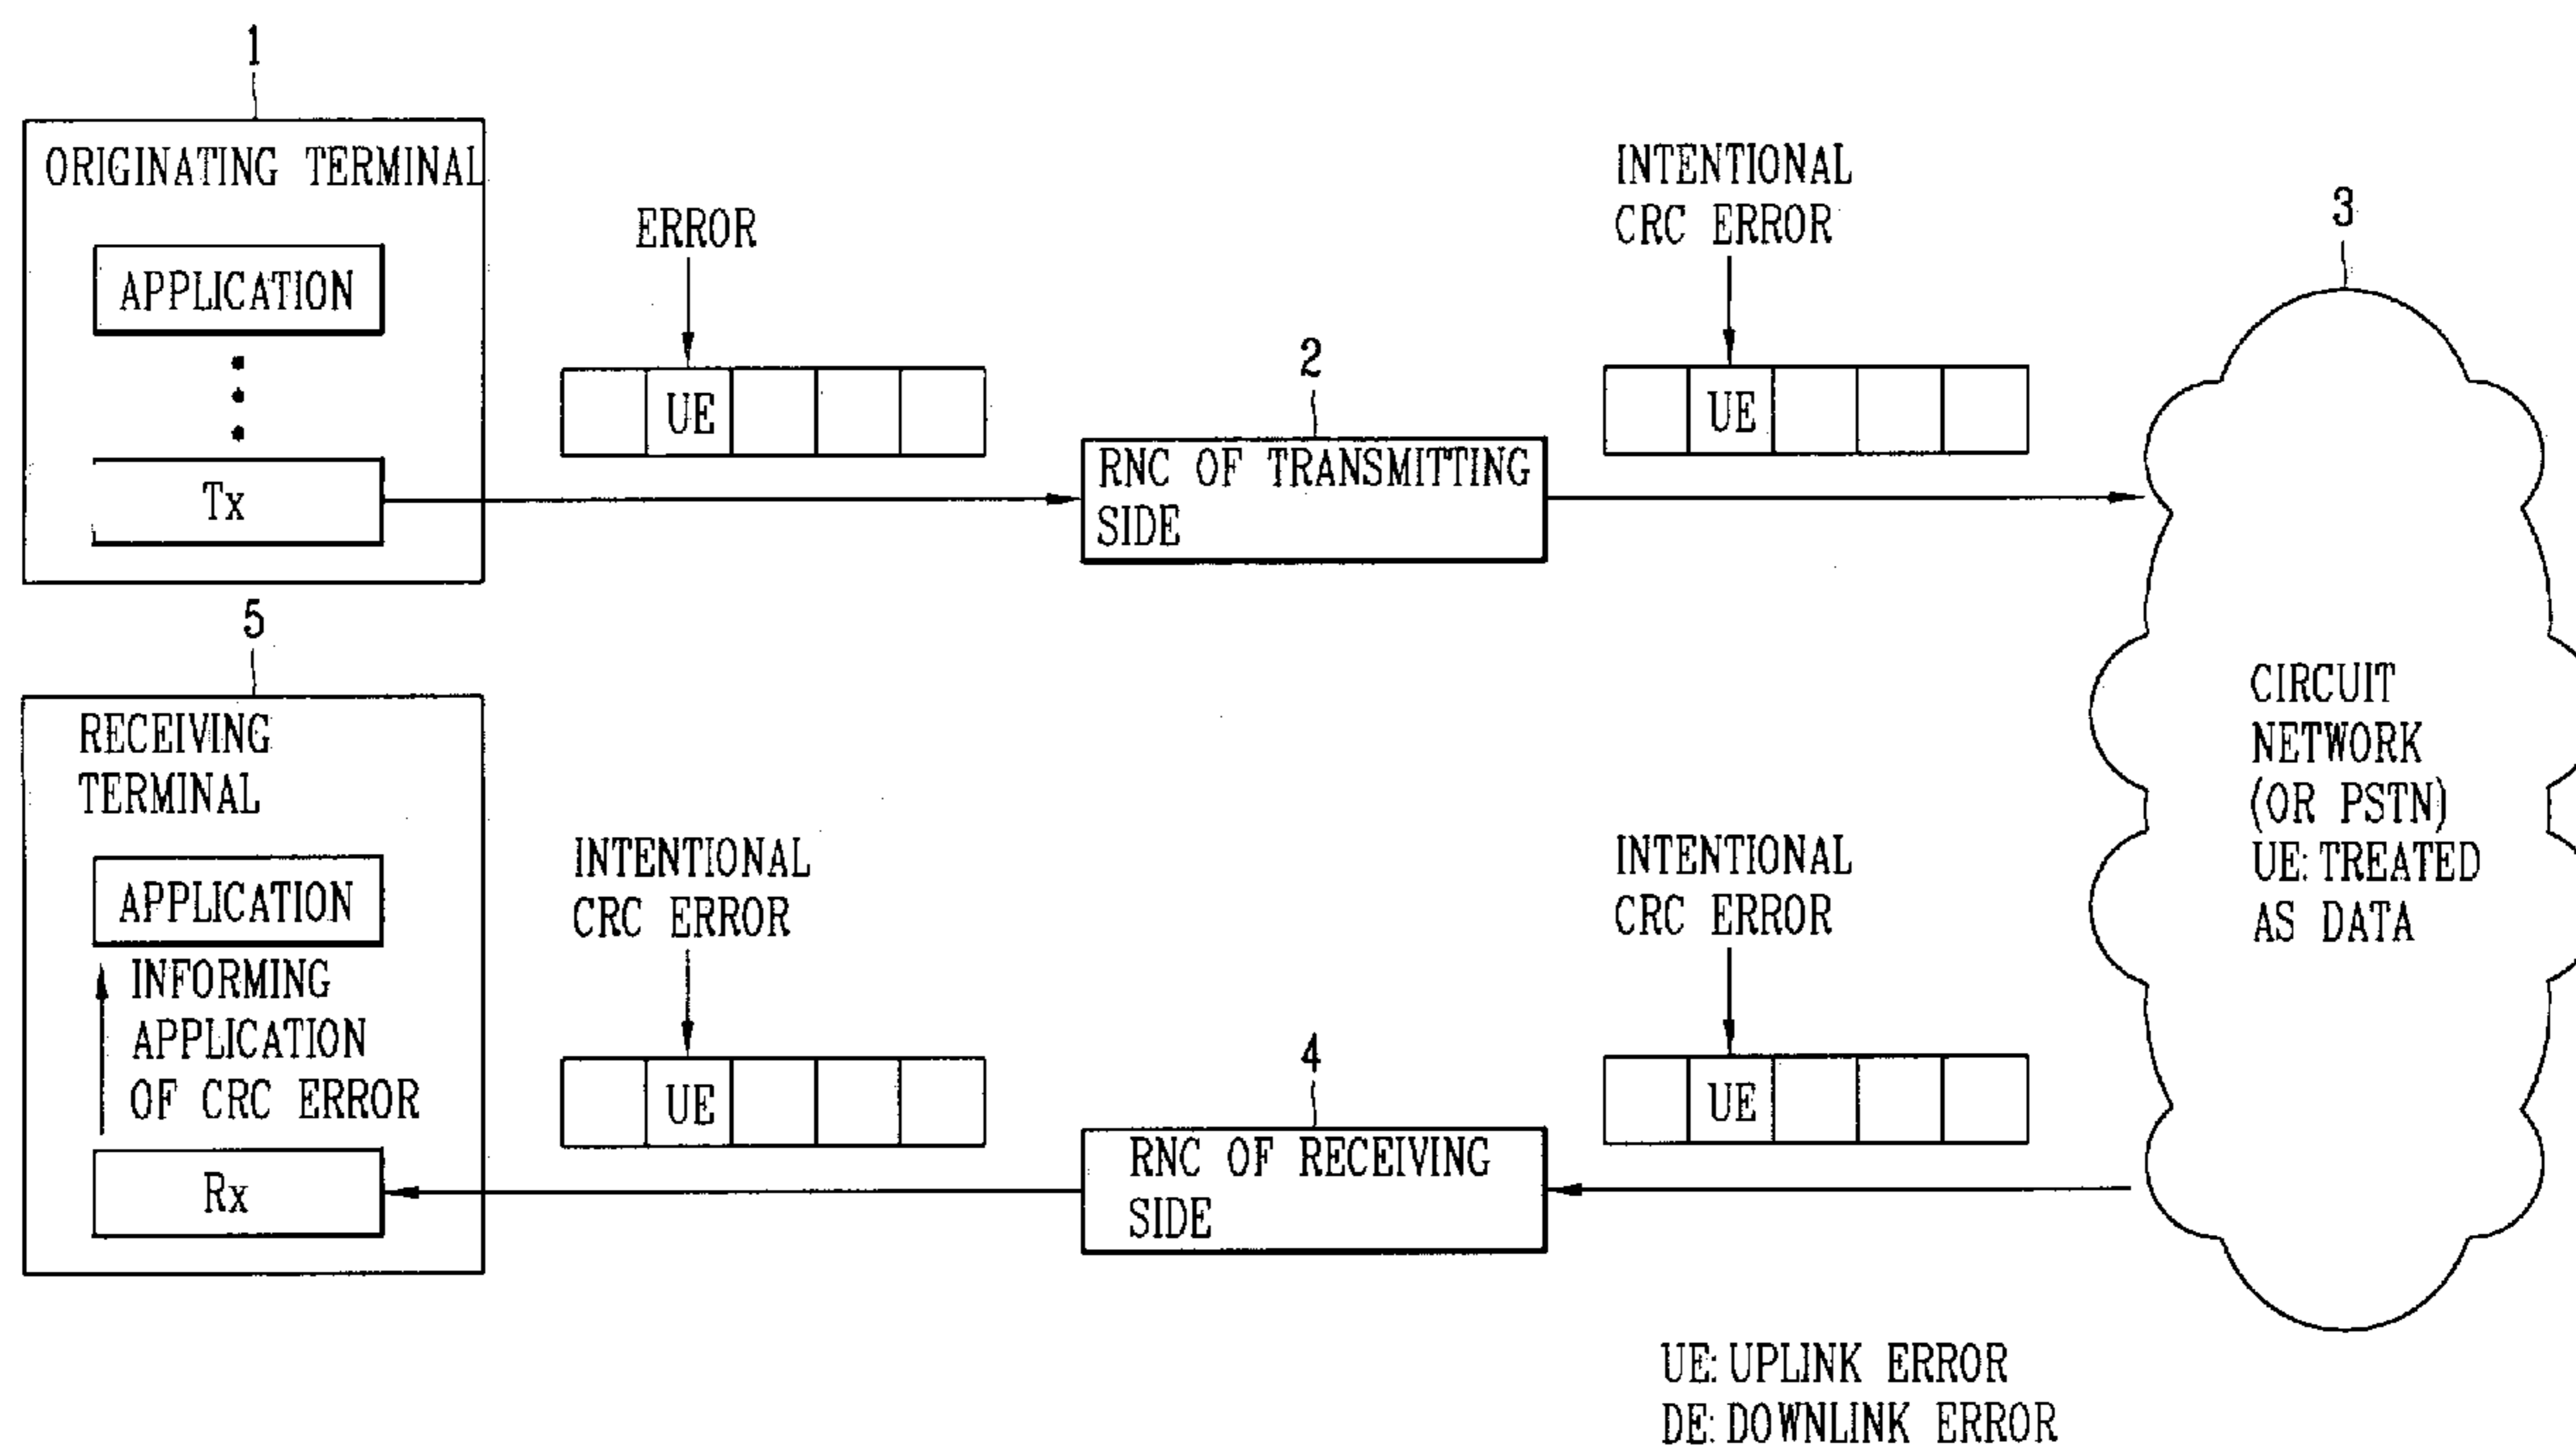 1
ORIGINATING TERMINAL
APPLICATION
Tx
ERROR
UE
2
RNC OF TRANSMITTING
SIDE
INTENTIONAL
CRC ERROR
UE
3
CIRCUIT
NETWORK
(OR PSTN)
UE: TREATED
AS DATA
5
RECEIVING
TERMINAL
APPLICATION
INFORMING
APPLICATION
OF CRC ERROR
Rx
INTENTIONAL
CRC ERROR
UE
4
RNC OF RECEIVING
SIDE
INTENTIONAL
CRC ERROR
UE
UE: UPLINK ERROR
DE: DOWNLINK ERROR